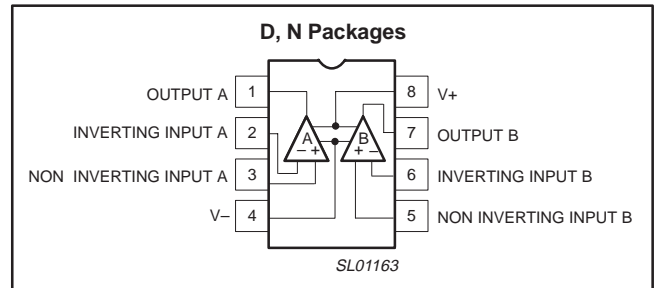 D, N Packages
OUTPUT A 1
INVERTING INPUT A 2
NON INVERTING INPUT A 3
V– 4
A
– +
B
+ –
8 V+
7 OUTPUT B
6 INVERTING INPUT B
5 NON INVERTING INPUT B
SL01163